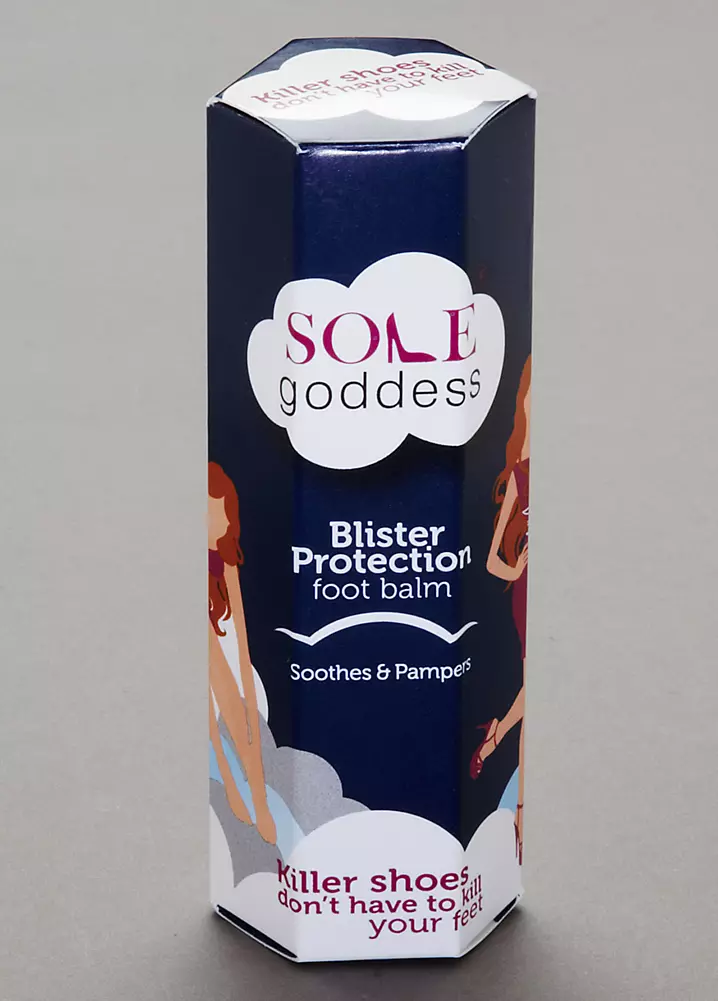 Killer shoes
don't have to kill
your feet
SOLE
goddess
Blister
Protection
foot balm
Soothes & Pampers
Killer shoes
don't have to kill
your feet